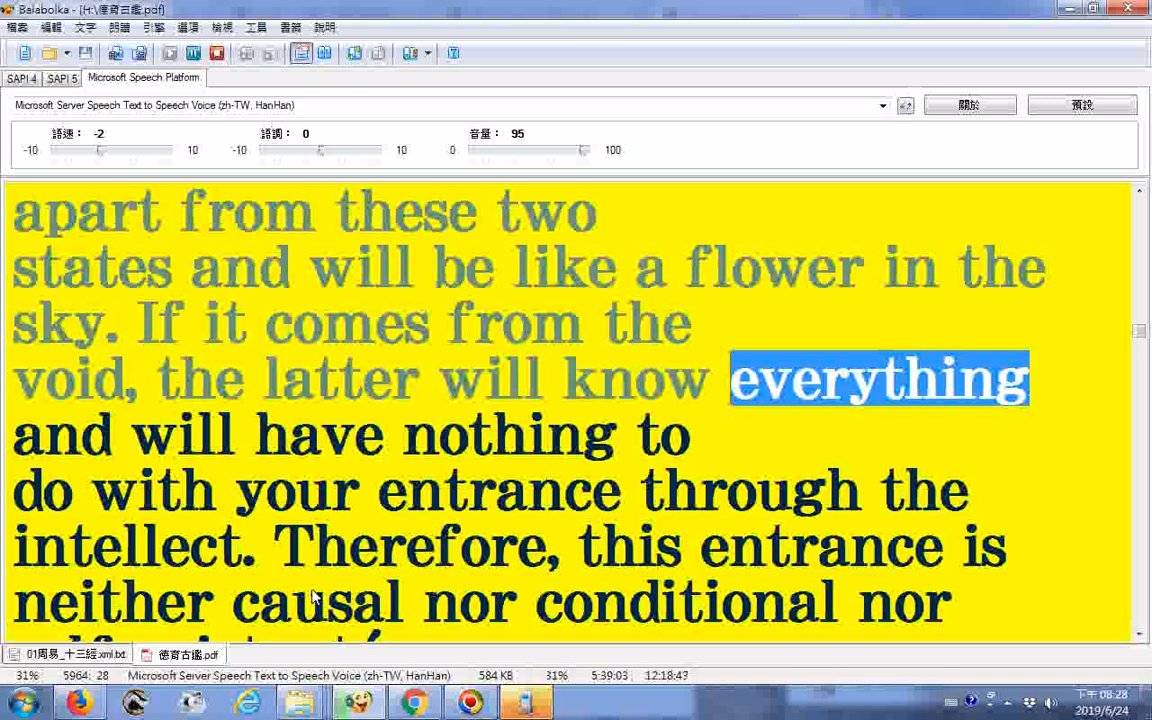 Balabolka - [H:\德育古鑑.pdf]
檔案 編輯 文字 朗讀 引擎 選項 檢視 工具 書籤 說明
SAPI 4 SAPI 5 Microsoft Speech Platform
Microsoft Server Speech Text to Speech Voice (zh-TW, HanHan) 關於 預設
語速： -2 語調： 0 音量： 95
-10 10 -10 10 0 100
apart from these two
states and will be like a flower in the
sky. If it comes from the
void, the latter will know everything
and will have nothing to
do with your entrance through the
intellect. Therefore, this entrance is
neither causal nor conditional nor
01周易_十三經.xml.txt 德育古鑑.pdf
31% 5964: 28 Microsoft Server Speech Text to Speech Voice (zh-TW, HanHan) 584 KB 31% 5:39:03 12:18:47
下午 08:28
2019/6/24